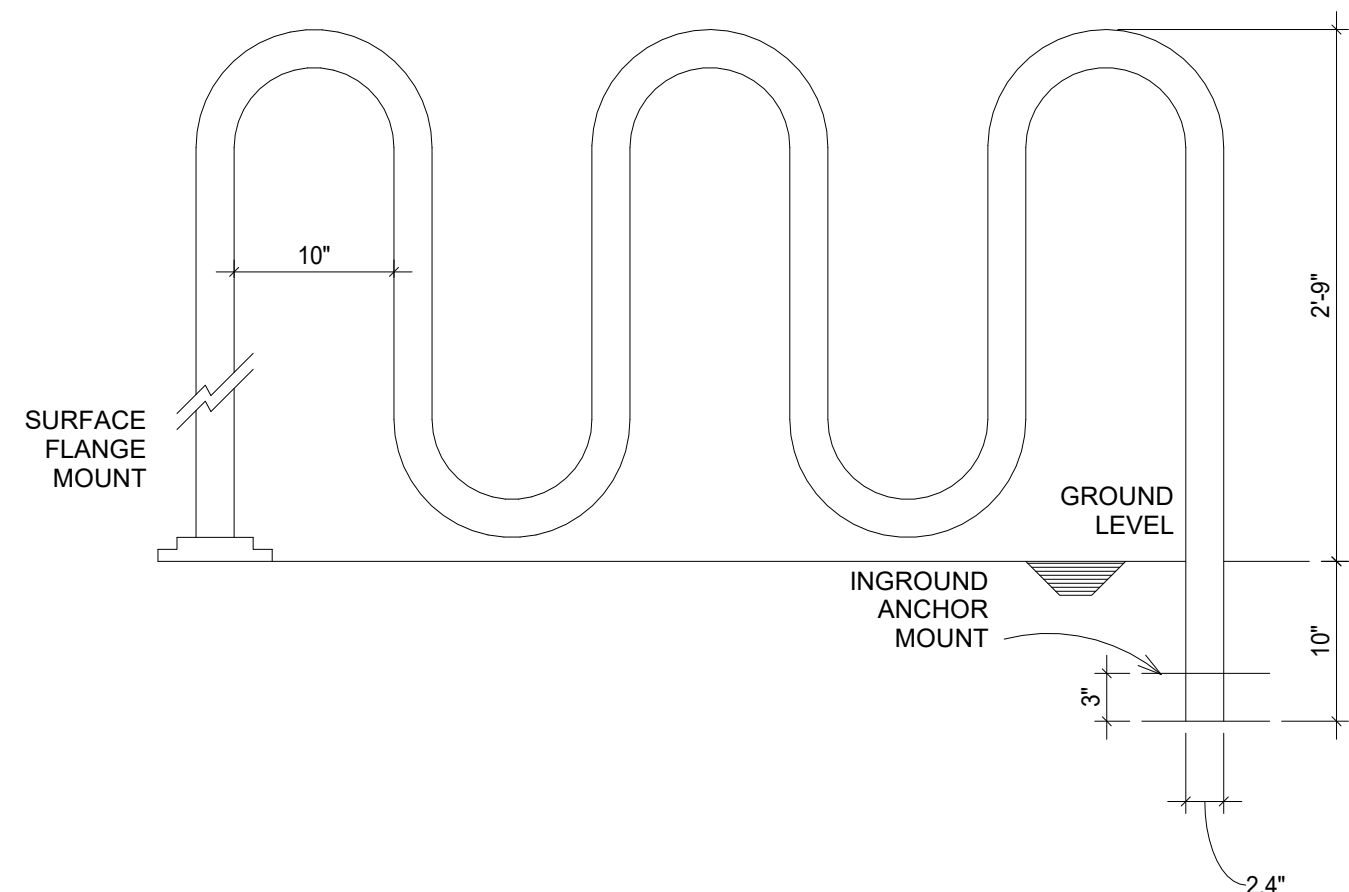 10"
2'-9"
SURFACE
FLANGE
MOUNT
GROUND
LEVEL
INGROUND
ANCHOR
MOUNT
10"
3"
2.4"